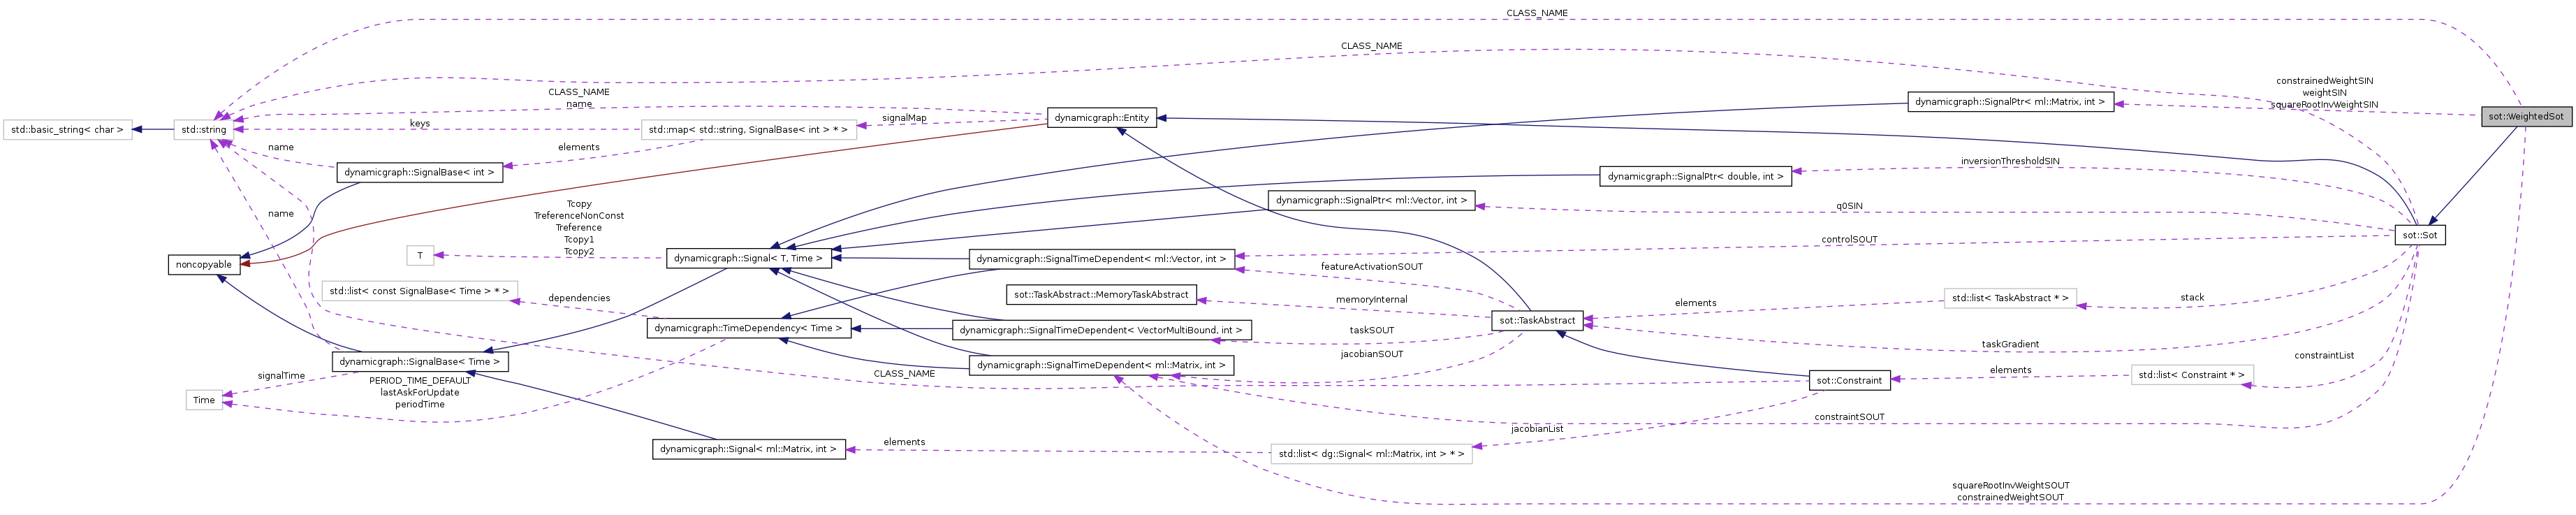 CLASS_NAME
CLASS_NAME
constrainedWeightSIN
weightSIN
squareRootInvWeightSIN
CLASS_NAME
name
dynamicgraph::SignalPtr< ml::Matrix, int >
sot::WeightedSot
std::basic_string< char >
std::string
keys
std::map< std::string, SignalBase< int > * >
signalMap
dynamicgraph::Entity
name
elements
dynamicgraph::SignalBase< int >
inversionThresholdSIN
dynamicgraph::SignalPtr< double, int >
dynamicgraph::SignalPtr< ml::Vector, int >
q0SIN
name
Tcopy
TreferenceNonConst
Treference
Tcopy1
Tcopy2
controlSOUT
sot::Sot
noncopyable
T
dynamicgraph::Signal< T, Time >
dynamicgraph::SignalTimeDependent< ml::Vector, int >
featureActivationSOUT
std::list< const SignalBase< Time > * >
dependencies
sot::TaskAbstract::MemoryTaskAbstract
memoryInternal
elements
std::list< TaskAbstract * >
stack
dynamicgraph::TimeDependency< Time >
dynamicgraph::SignalTimeDependent< VectorMultiBound, int >
taskSOUT
sot::TaskAbstract
taskGradient
dynamicgraph::SignalBase< Time >
jacobianSOUT
constraintList
signalTime
PERIOD_TIME_DEFAULT
lastAskForUpdate
periodTime
CLASS_NAME
dynamicgraph::SignalTimeDependent< ml::Matrix, int >
sot::Constraint
elements
std::list< Constraint * >
Time
constraintSOUT
jacobianList
dynamicgraph::Signal< ml::Matrix, int >
elements
std::list< dg::Signal< ml::Matrix, int > * >
squareRootInvWeightSOUT
constrainedWeightSOUT